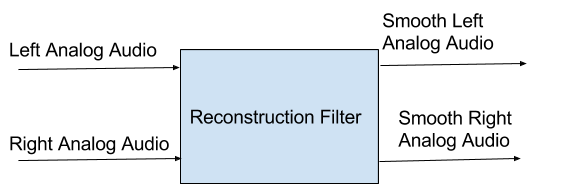 Left Analog Audio
Right Analog Audio
Reconstruction Filter
Smooth Left
Analog Audio
Smooth Right
Analog Audio